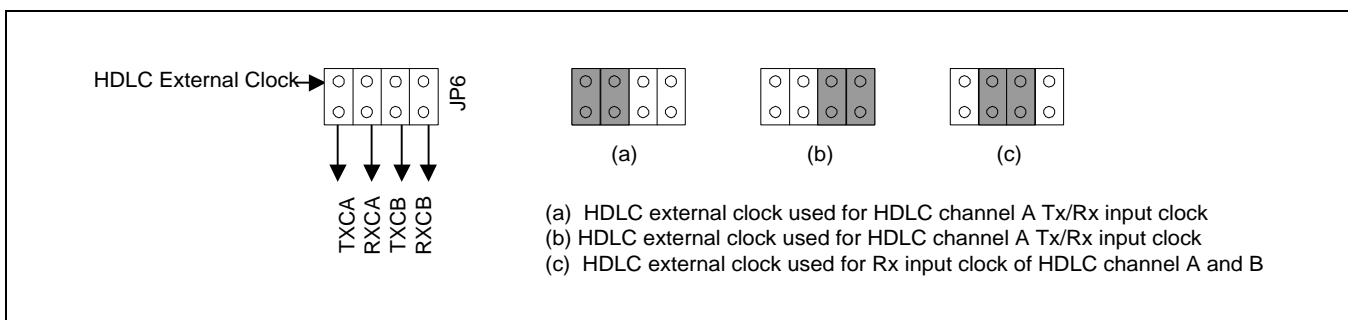 HDLC External Clock
JP6
TXCA
RXCA
TXCB
RXCB
(a)
(b)
(c)
(a) HDLC external clock used for HDLC channel A Tx/Rx input clock
(b) HDLC external clock used for HDLC channel A Tx/Rx input clock
(c) HDLC external clock used for Rx input clock of HDLC channel A and B